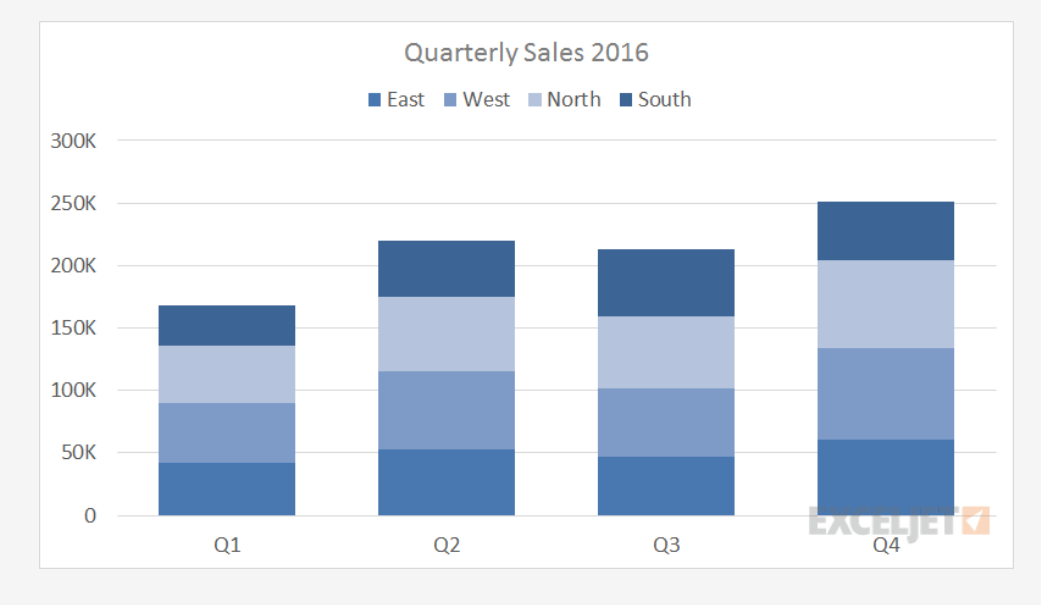 Quarterly Sales 2016
East West North South
300K
250K
200K
150K
100K
50K
0
Q1 Q2 Q3 Q4
EXCELJET